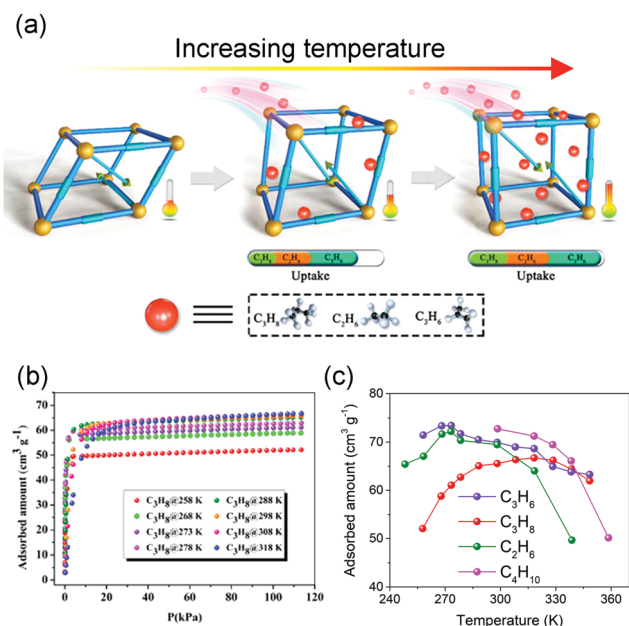 (a)
Increasing temperature
C₃H₈ C₂H₆ C₃H₆
Uptake
C₃H₈ C₂H₆ C₃H₆
Uptake
C₃H₈ C₂H₆ C₃H₆
(b)
Adsorbed amount (cm³ g⁻¹)
70
60
50
40
30
20
10
0
C₃H₈@258 K C₃H₈@288 K
C₃H₈@268 K C₃H₈@298 K
C₃H₈@273 K C₃H₈@308 K
C₃H₈@278 K C₃H₈@318 K
0 20 40 60 80 100 120
P(kPa)
(c)
Adsorbed amount (cm³ g⁻¹)
80
70
60
50
40
C₃H₆
C₃H₈
C₂H₆
C₄H₁₀
240 270 300 330 360
Temperature (K)